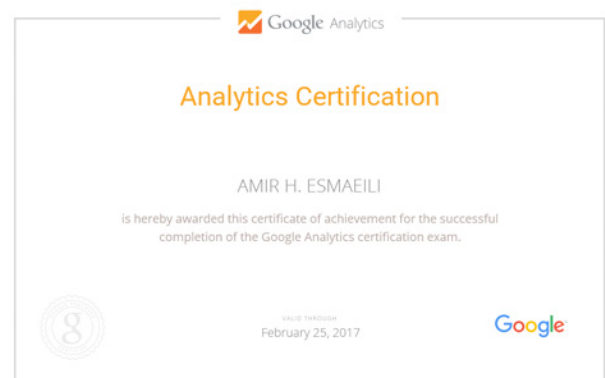 Google Analytics
Analytics Certification
AMIR H. ESMAEILI
is hereby awarded this certificate of achievement for the successful
completion of the Google Analytics certification exam.
VALID THROUGH
February 25, 2017
g
Google